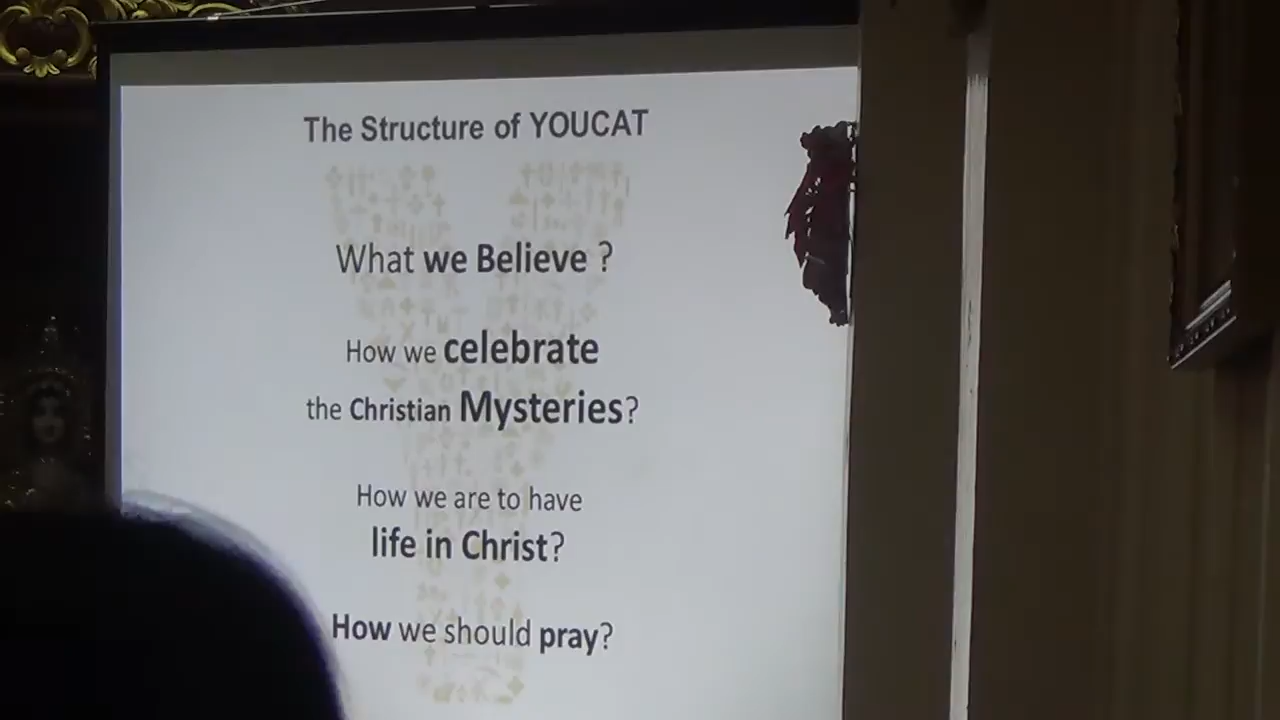 The Structure of YOUCAT
What we Believe ?
How we celebrate
the Christian Mysteries?
How we are to have
life in Christ?
How we should pray?